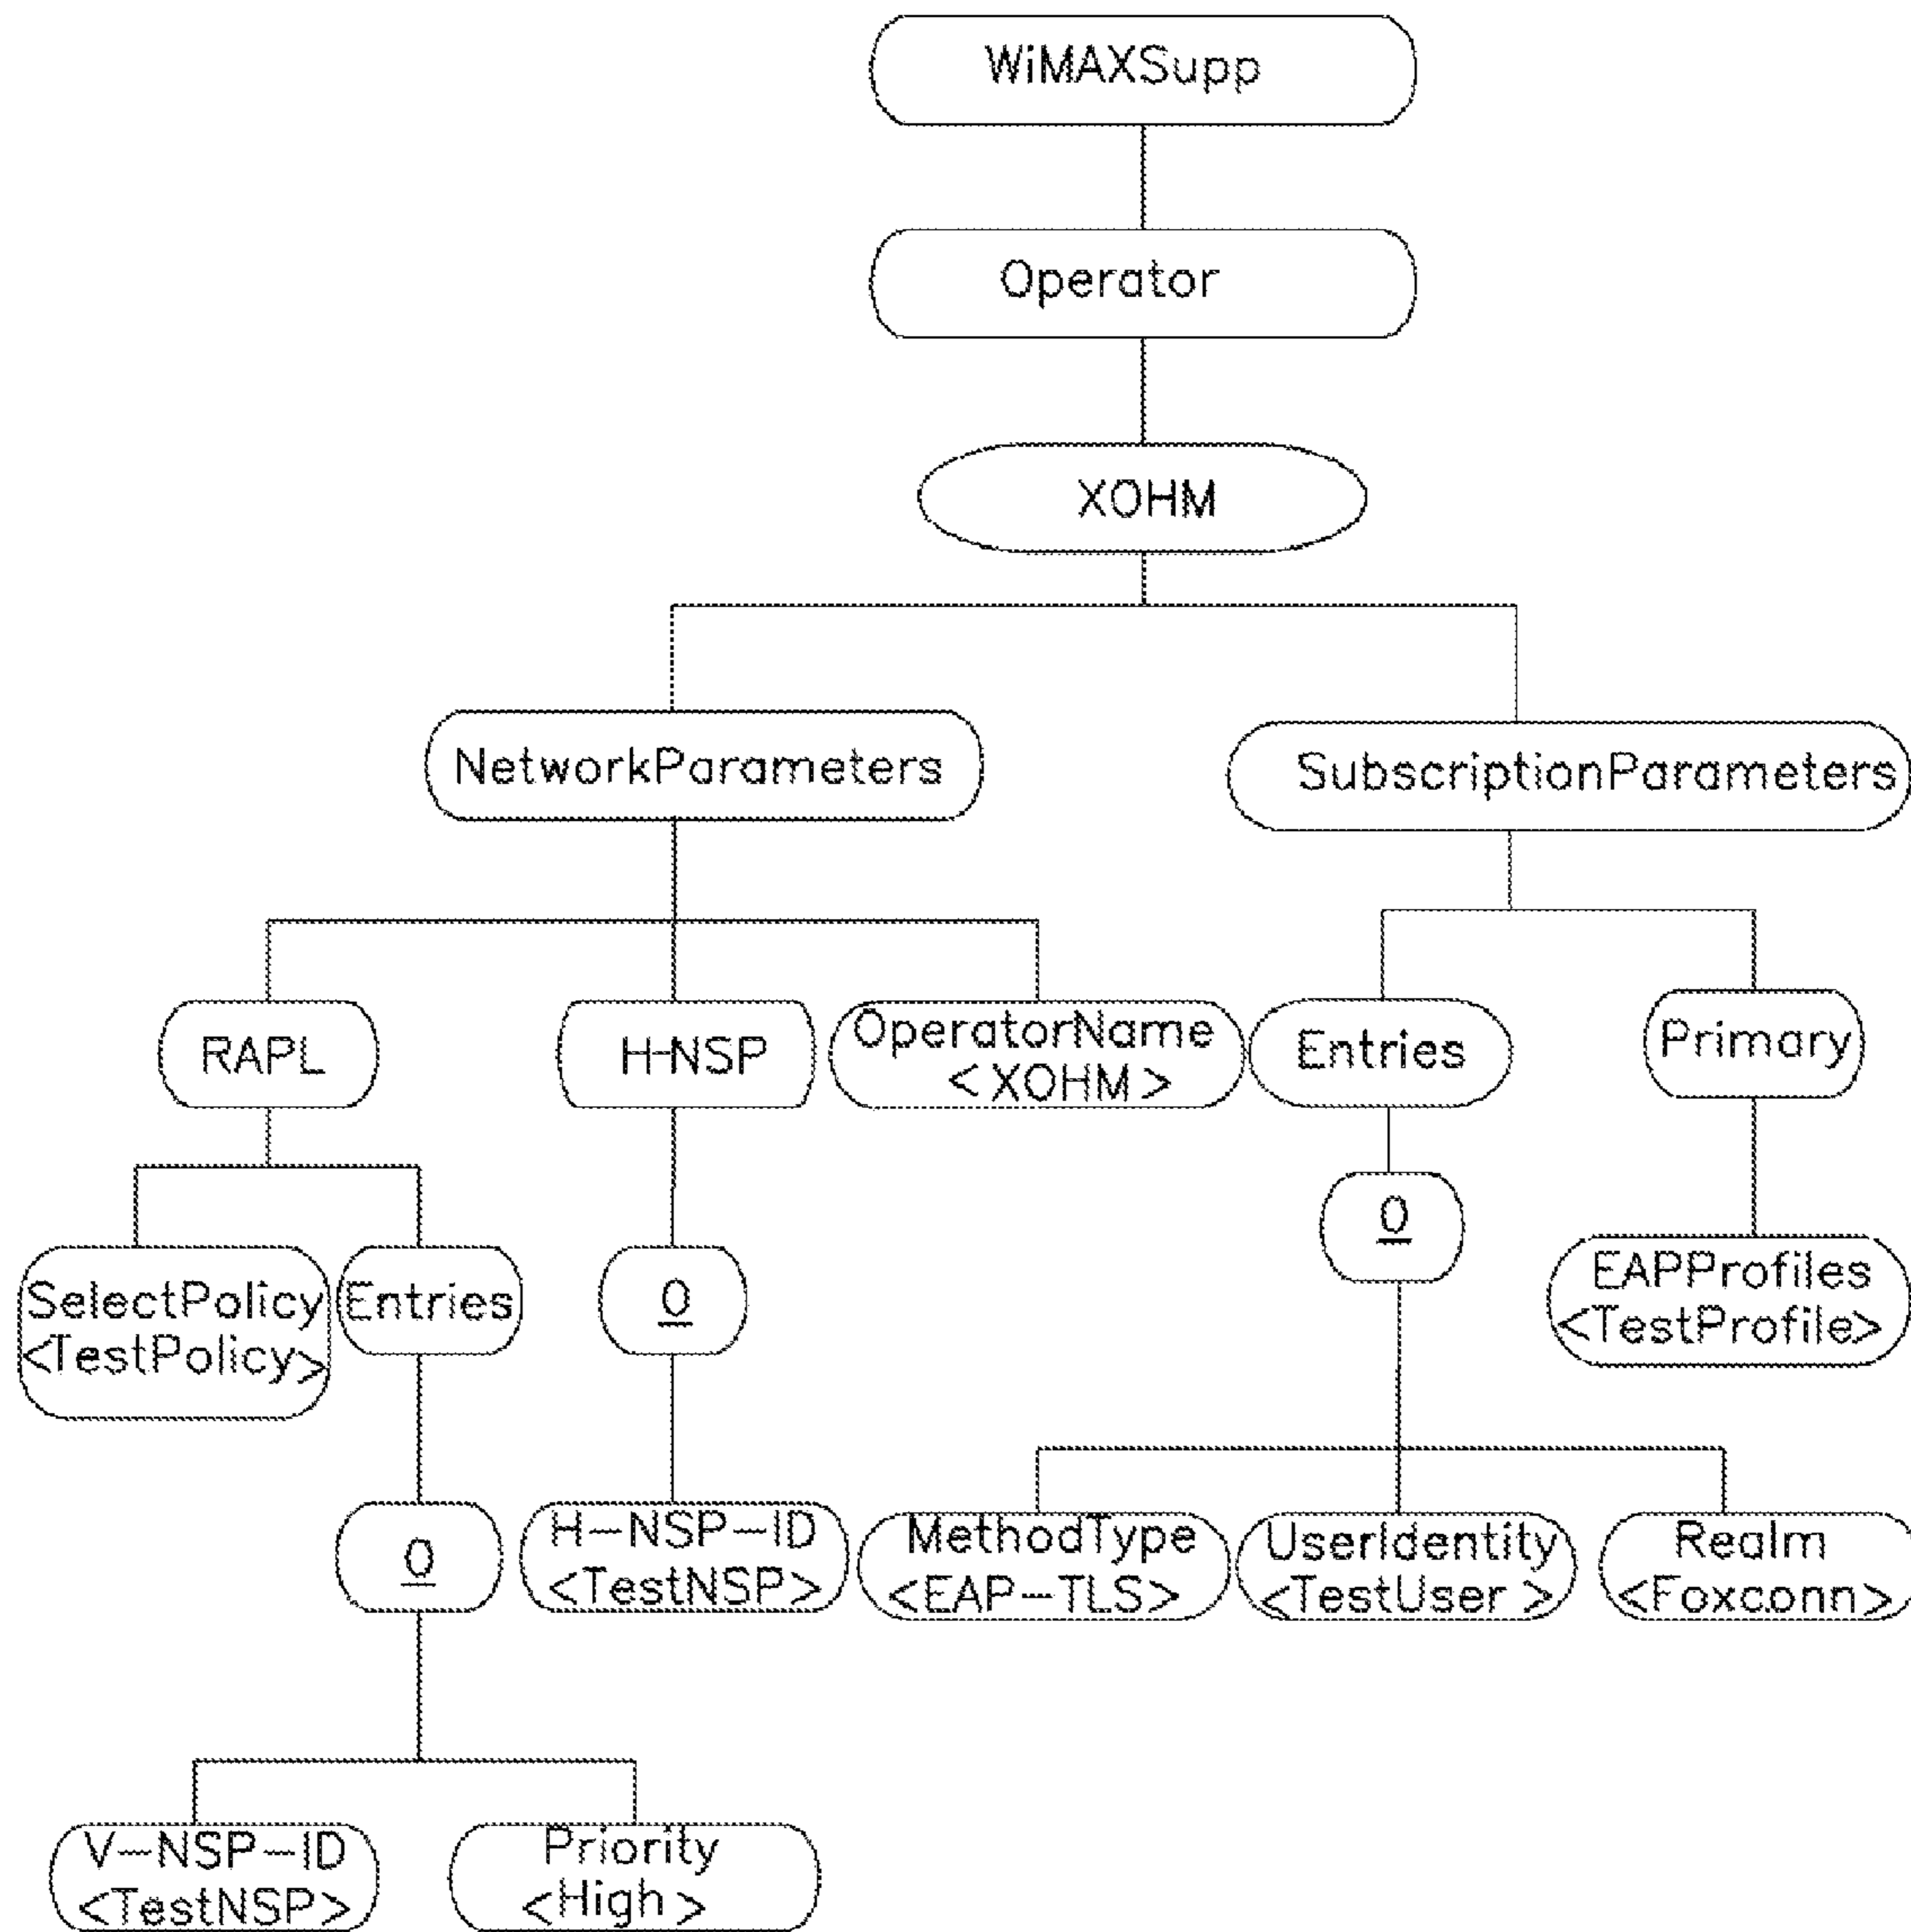 WiMAXSupp
Operator
XOHM
NetworkParameters
SubscriptionParameters
RAPL
H-NSP
OperatorName
<XOHM>
Entries
Primary
SelectPolicy
<TestPolicy>
Entries
0
0
EAPProfiles
<TestProfile>
0
H-NSP-ID
<TestNSP>
MethodType
<EAP-TLS>
UserIdentity
<TestUser>
Realm
<Foxconn>
V-NSP-ID
<TestNSP>
Priority
<High>